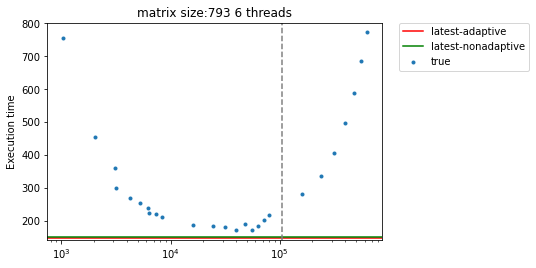 matrix size:793 6 threads
latest-adaptive
latest-nonadaptive
true
Execution time
800
700
600
500
400
300
200
10³ 10⁴ 10⁵